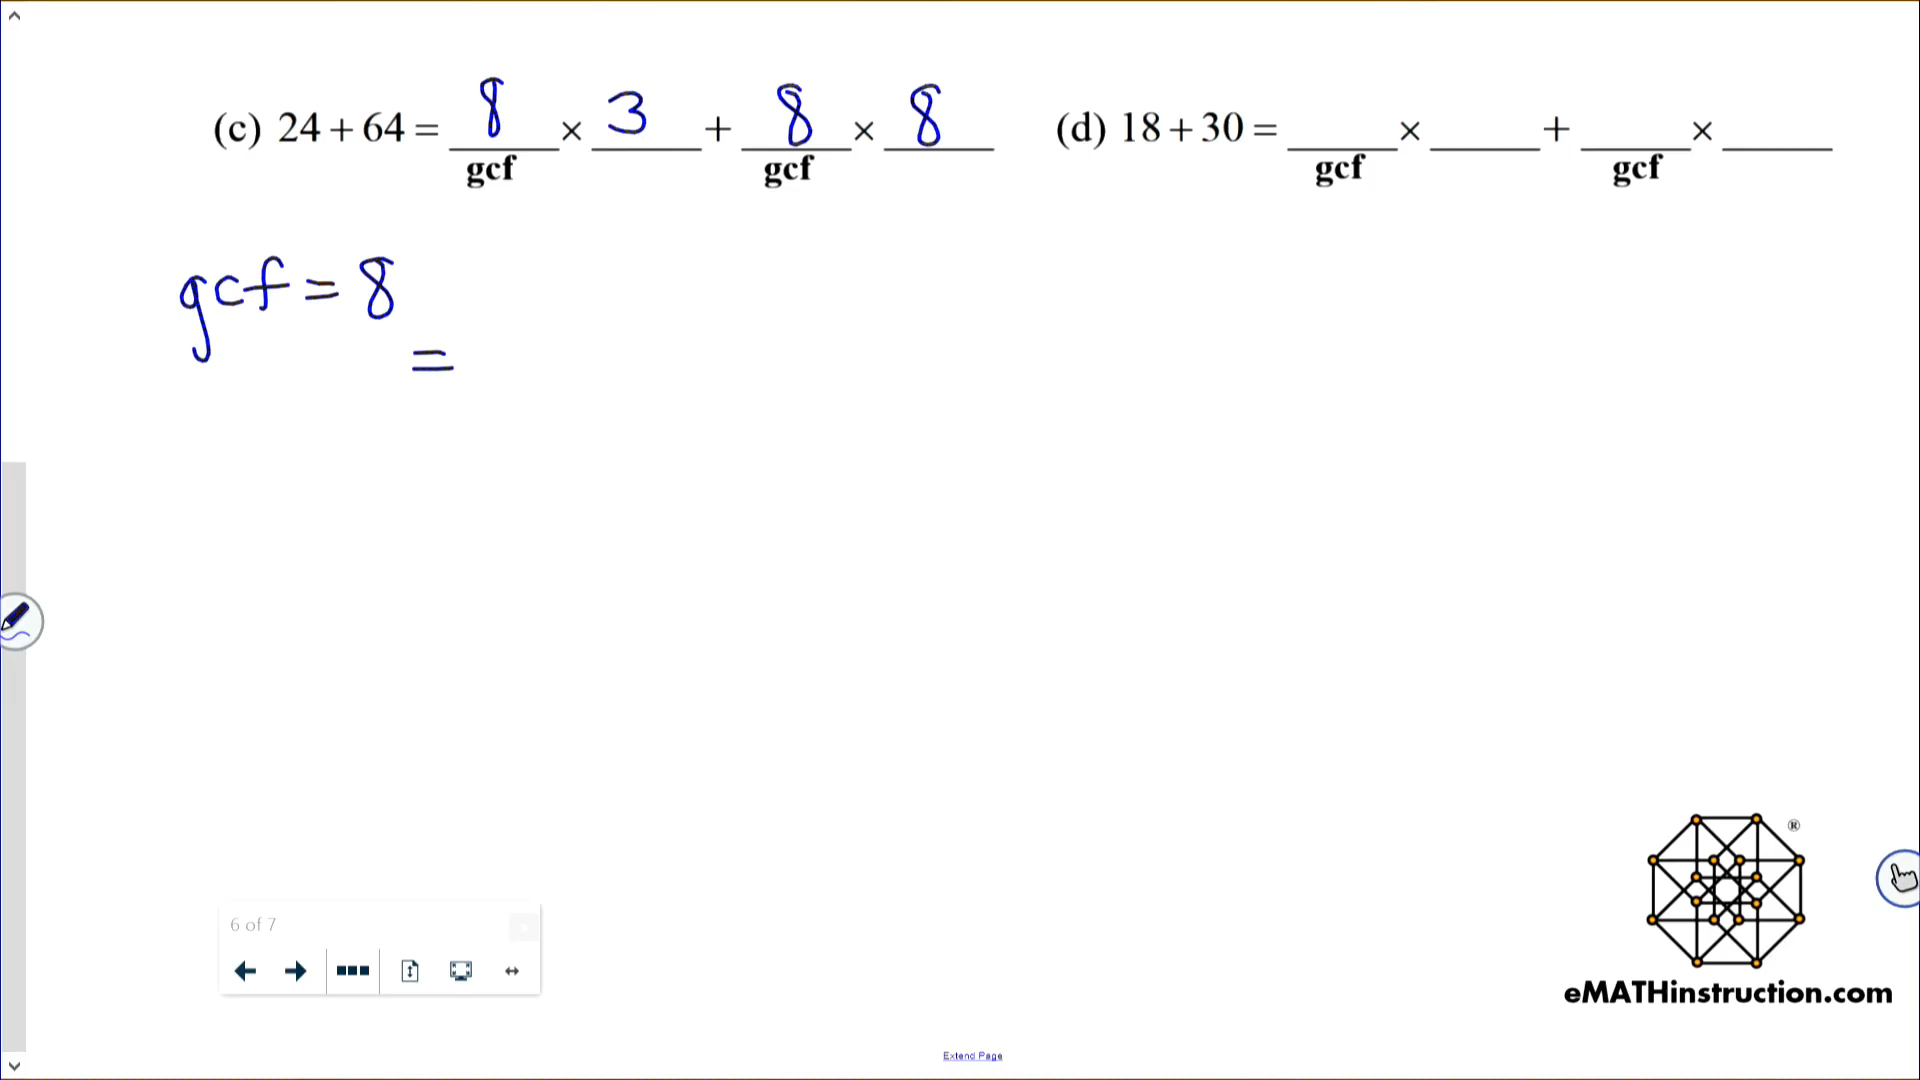 (c) 24 + 64 = 8 × 3 + 8 × 8
gcf gcf
(d) 18 + 30 = ____ × ____ + ____ × ____
gcf gcf
gcf = 8
=
6 of 7
®
eMATHinstruction.com
Extend Page